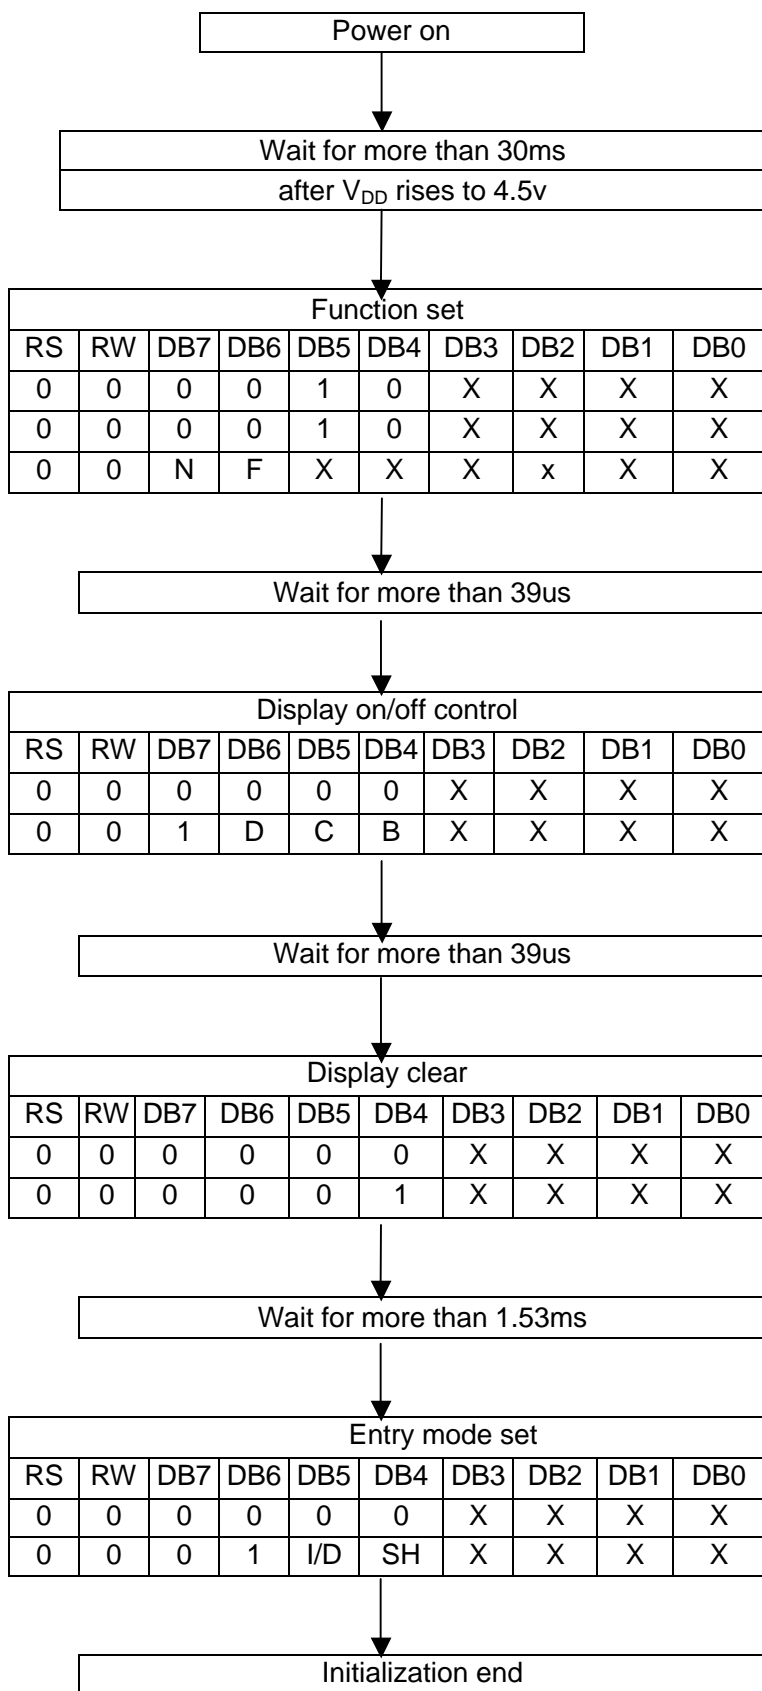 Power on
Wait for more than 30ms
after VDD rises to 4.5v
Function set
RS RW DB7 DB6 DB5 DB4 DB3 DB2 DB1 DB0
0 0 0 0 1 0 X X X X
0 0 0 0 1 0 X X X X
0 0 N F X X X x X X
Wait for more than 39us
Display on/off control
RS RW DB7 DB6 DB5 DB4 DB3 DB2 DB1 DB0
0 0 0 0 0 0 X X X X
0 0 1 D C B X X X X
Wait for more than 39us
Display clear
RS RW DB7 DB6 DB5 DB4 DB3 DB2 DB1 DB0
0 0 0 0 0 0 X X X X
0 0 0 0 0 1 X X X X
Wait for more than 1.53ms
Entry mode set
RS RW DB7 DB6 DB5 DB4 DB3 DB2 DB1 DB0
0 0 0 0 0 0 X X X X
0 0 0 1 I/D SH X X X X
Initialization end